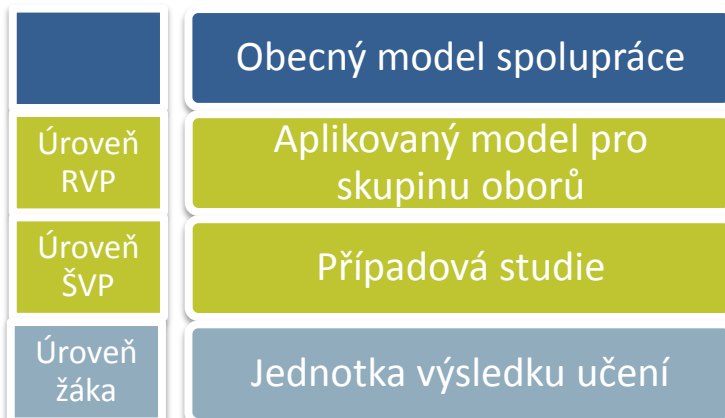 Obecný model spolupráce
Úroveň
RVP
Aplikovaný model pro
skupinu oborů
Úroveň
ŠVP
Případová studie
Úroveň
žáka
Jednotka výsledku učení